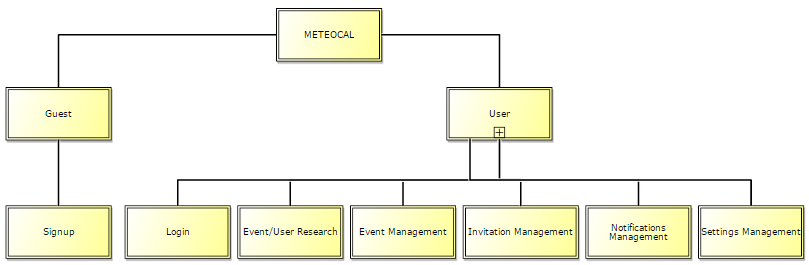 METEOCAL
Guest
User
Signup
Login
Event/User Research
Event Management
Invitation Management
Notifications
Management
Settings Management